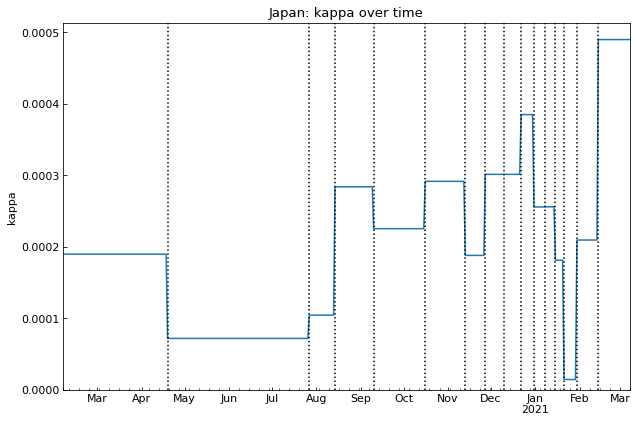 Japan: kappa over time
0.0005
0.0004
0.0003
0.0002
0.0001
0.0000
kappa
Mar Apr May Jun Jul Aug Sep Oct Nov Dec Jan Feb Mar
2021